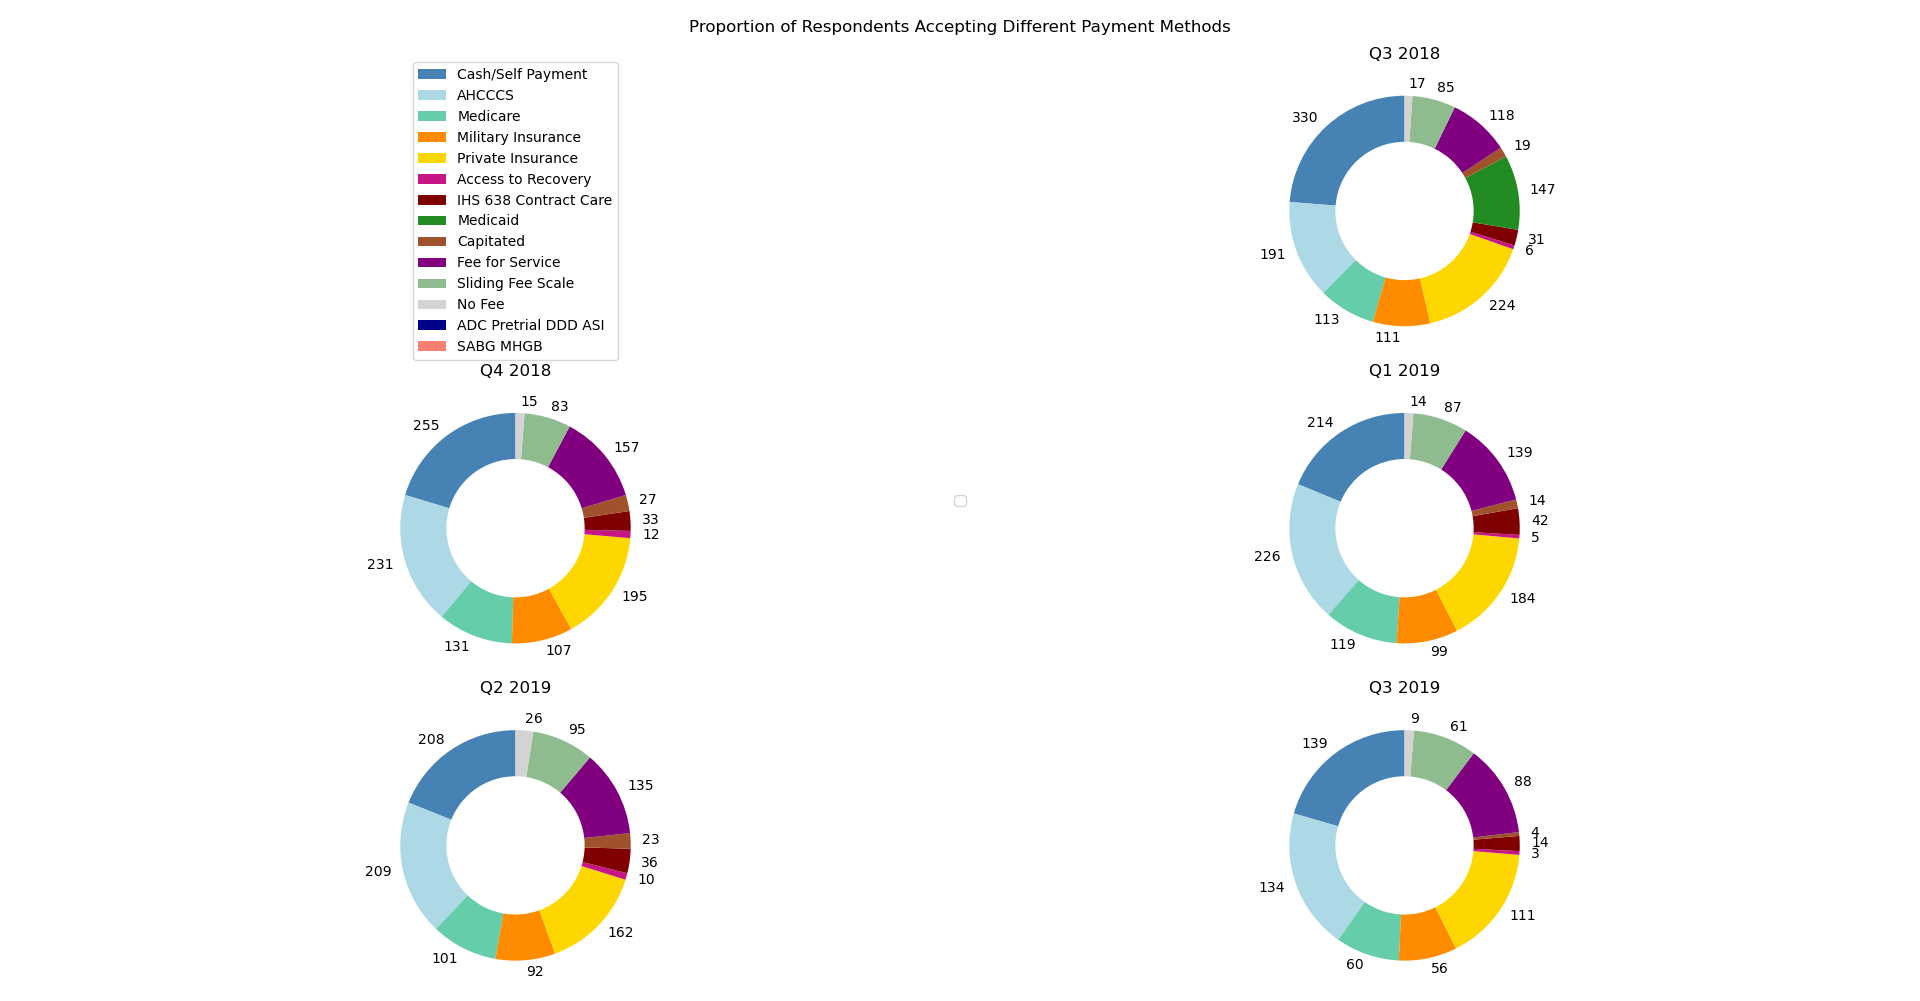 Proportion of Respondents Accepting Different Payment Methods
Cash/Self Payment
AHCCCS
Medicare
Military Insurance
Private Insurance
Access to Recovery
IHS 638 Contract Care
Medicaid
Capitated
Fee for Service
Sliding Fee Scale
No Fee
ADC Pretrial DDD ASI
SABG MHGB
Q3 2018
330
191
113
111
224
6
31
147
19
118
85
17
Q4 2018
255
231
131
107
195
12
33
27
157
83
15
Q1 2019
214
226
119
99
184
5
42
14
139
87
14
Q2 2019
208
209
101
92
162
10
36
23
135
95
26
Q3 2019
139
134
60
56
111
3
14
4
88
61
9